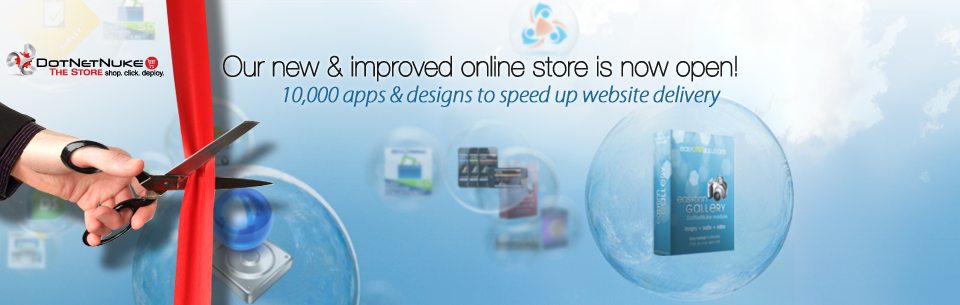 DotNetNuke
The Store shop. click. deploy.
Our new & improved online store is now open!
10,000 apps & designs to speed up website delivery
GALLERY